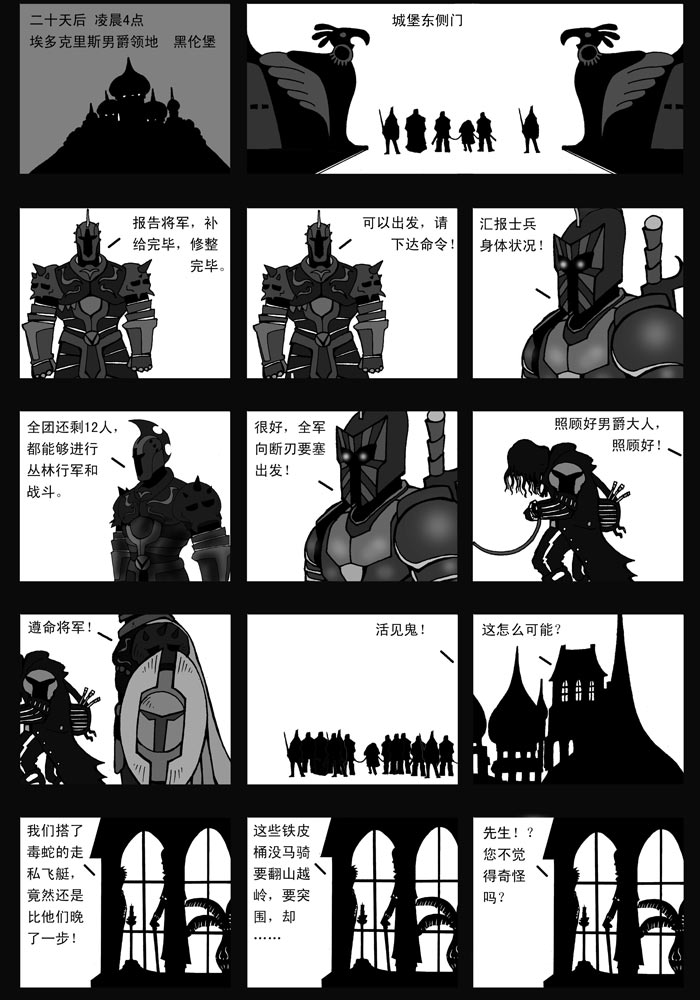 二十天后 凌晨4点
埃多克里斯男爵领地 黑伦堡
城堡东侧门
报告将军，补
给完毕，修整
完毕。
可以出发，请
下达命令！
汇报士兵
身体状况！
全团还剩12人，
都能够进行
丛林行军和
战斗。
很好，全军
向断刃要塞
出发！
照顾好男爵大人，
照顾好！
遵命将军！
活见鬼！
这怎么可能？
我们搭了
毒蛇的走
私飞艇，
竟然还是
比他们晚
了一步！
这些铁皮
桶没马骑
要翻山越
岭，要突
围，却
……
先生！？
您不觉
得奇怪
吗？